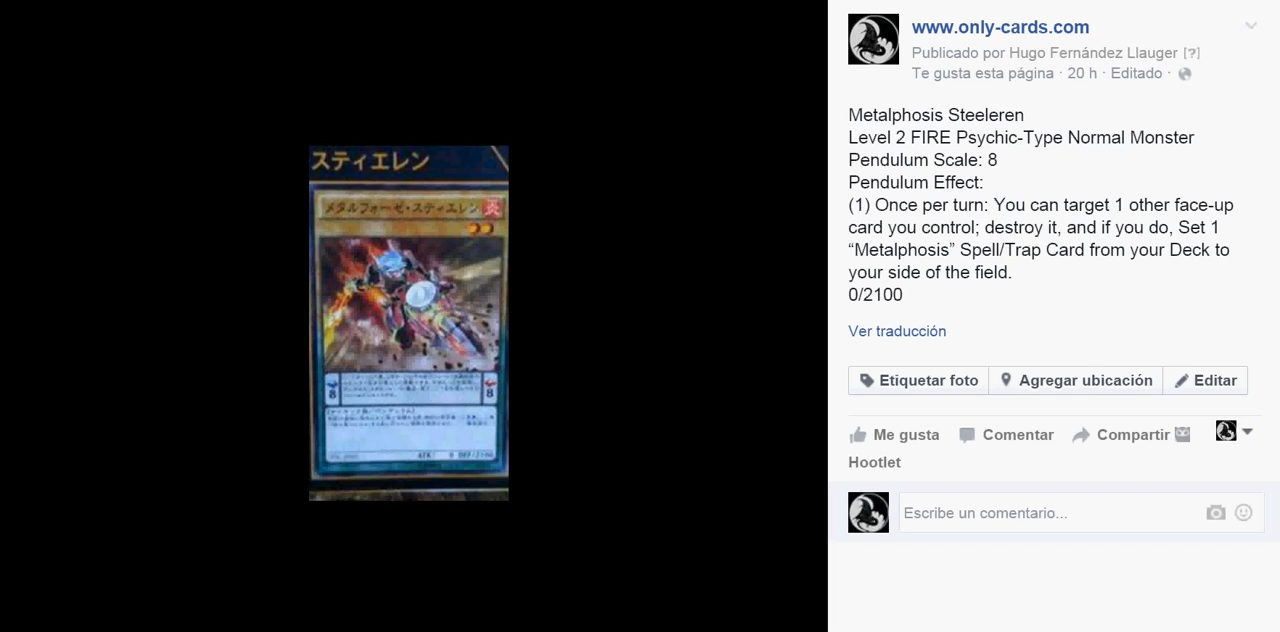 スティエレン
メタルフォーゼ・スティエレン 炎
8 8
www.only-cards.com
Publicado por Hugo Fernández Llauger [?]
Te gusta esta página · 20 h · Editado ·
Metalphosis Steeleren
Level 2 FIRE Psychic-Type Normal Monster
Pendulum Scale: 8
Pendulum Effect:
(1) Once per turn: You can target 1 other face-up
card you control; destroy it, and if you do, Set 1
“Metalphosis” Spell/Trap Card from your Deck to
your side of the field.
0/2100
Ver traducción
Etiquetar foto Agregar ubicación Editar
Me gusta Comentar Compartir
Hootlet
Escribe un comentario...